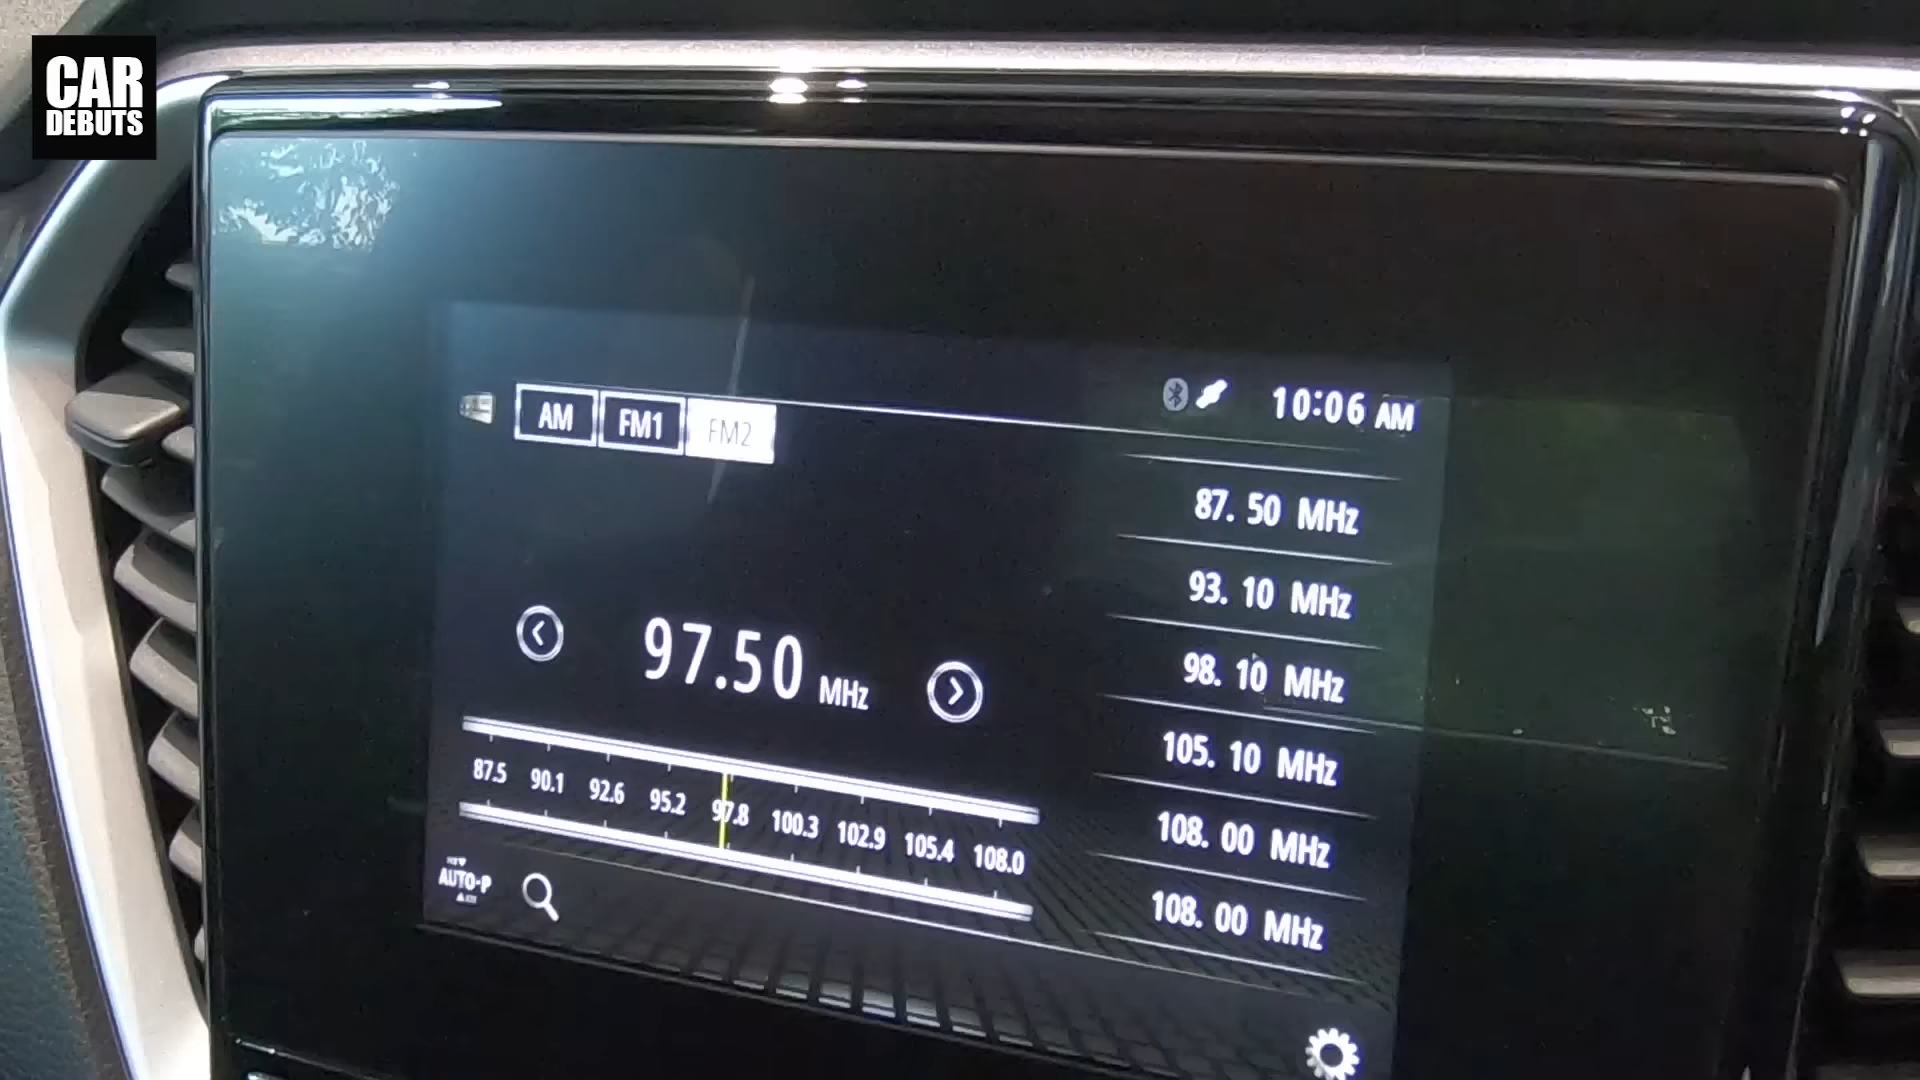 CAR
DEBUTS
AM FM1 FM2
10:06 AM
87. 50 MHz
93. 10 MHz
98. 10 MHz
105. 10 MHz
108. 00 MHz
108. 00 MHz
97.50 MHz
87.5 90.1 92.6 95.2 97.8 100.3 102.9 105.4 108.0
AUTO-P